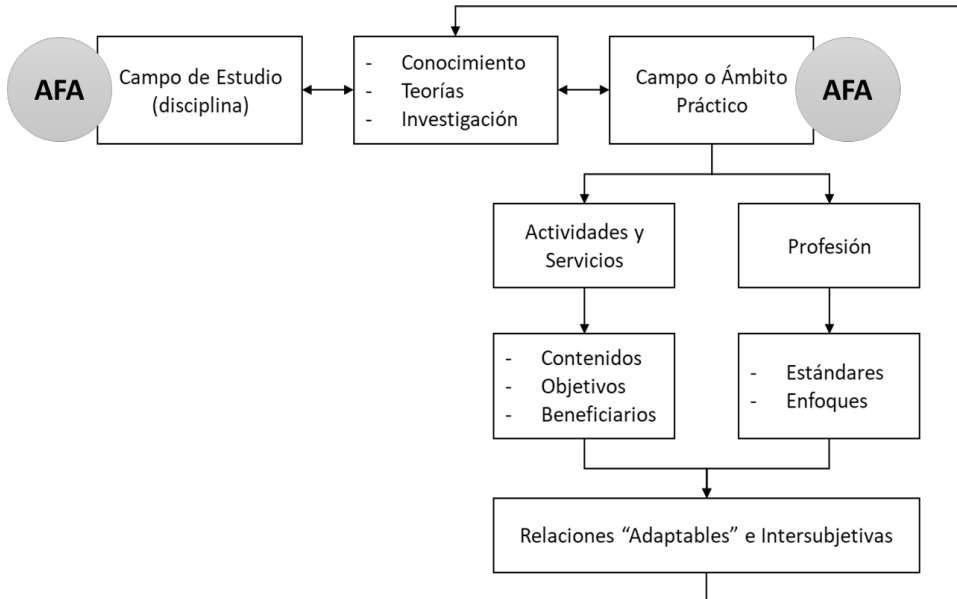 AFA
Campo de Estudio
(disciplina)
- Conocimiento
- Teorías
- Investigación
Campo o Ámbito
Práctico
AFA
Actividades y
Servicios
Profesión
- Contenidos
- Objetivos
- Beneficiarios
- Estándares
- Enfoques
Relaciones “Adaptables” e Intersubjetivas